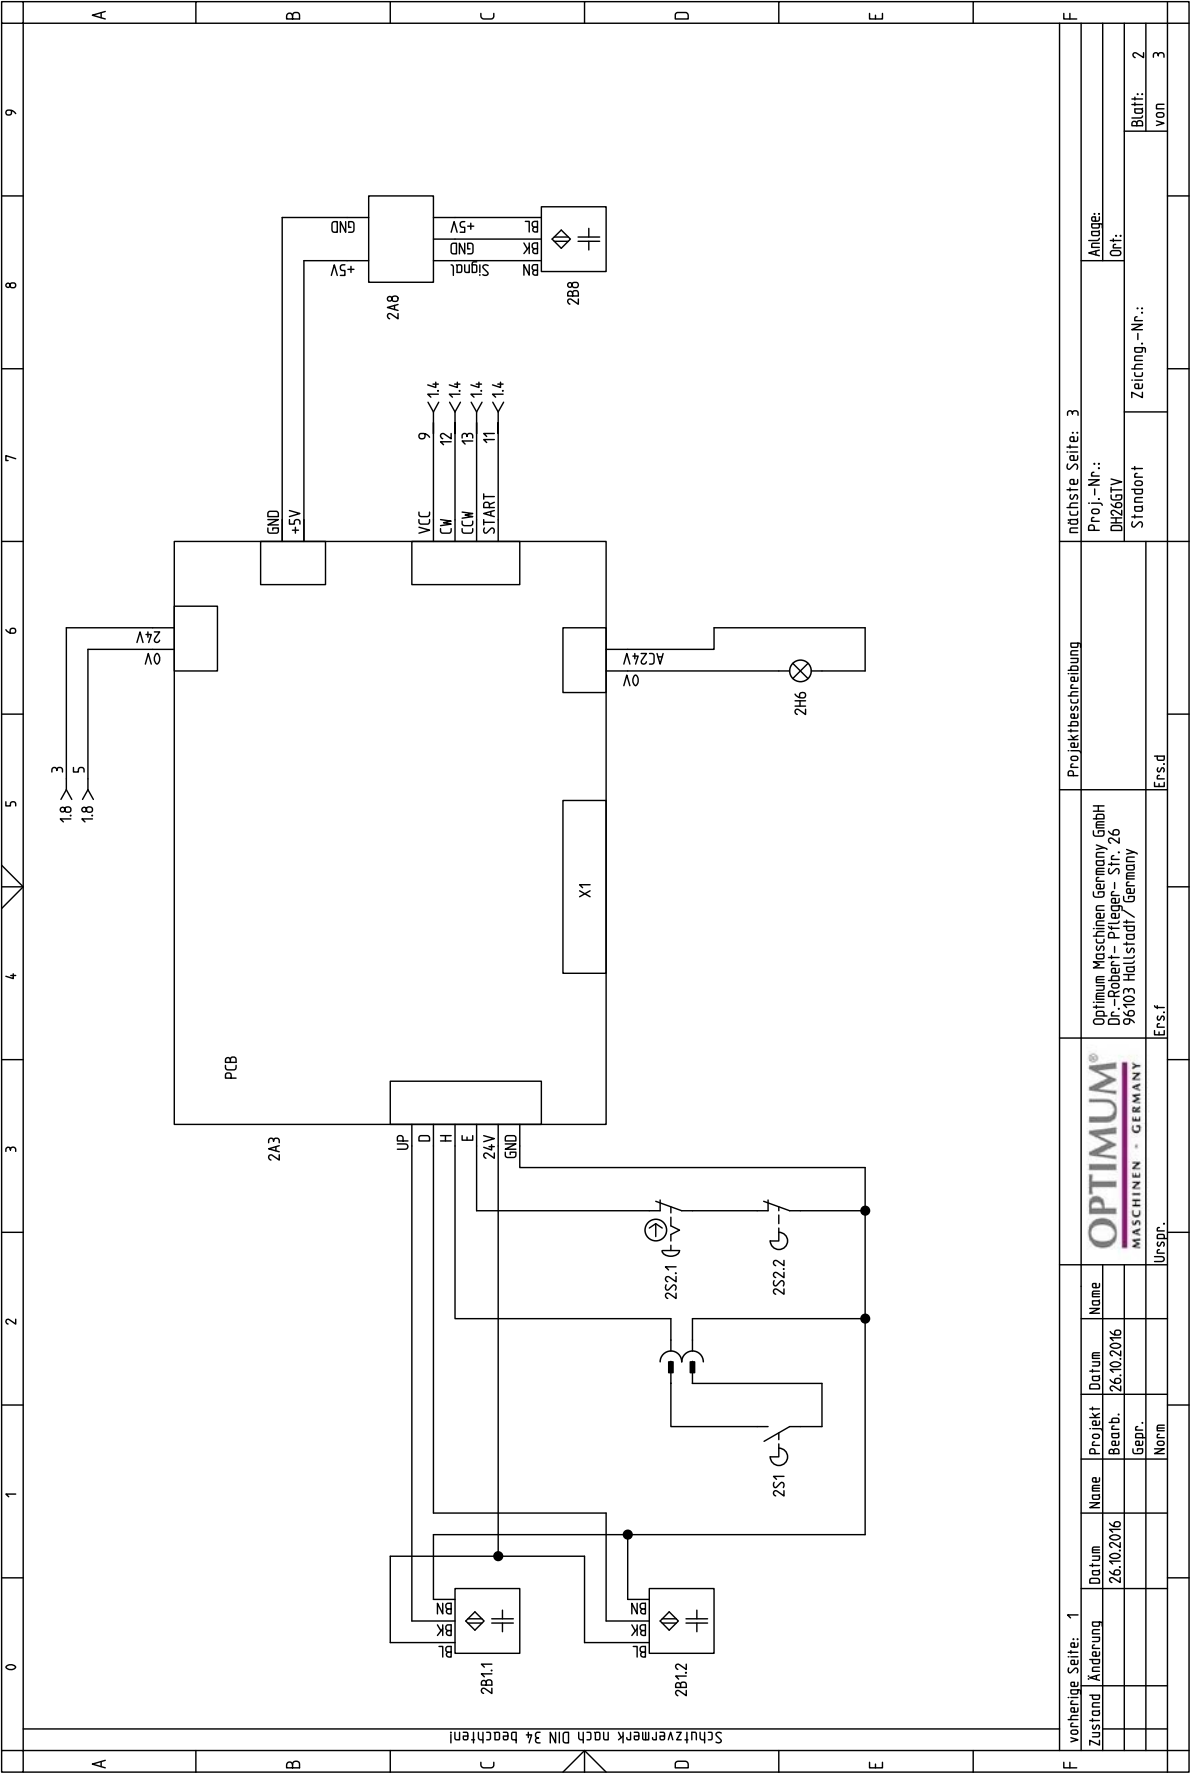 0 1 2 3 4 5 6 7 8 9
A
B
C
D
E
F
A
B
C
D
E
F
Schutzvermerk nach DIN 34 beachten!
1.8 3
1.8 5
24V
0V
PCB
2A3
GND
+5V
GND
+5V
2A8
+5V
GND
Signal
BL
BK
BN
2B8
VCC 9 1.4
CW 12 1.4
CCW 13 1.4
START 11 1.4
UP
D
H
E
24V
GND
X1
AC24V
0V
2H6
BN
BK
BL
2B1.1
BN
BK
BL
2B1.2
2S1
2S2.1
2S2.2
vorherige Seite: 1
Projektbeschreibung
nächste Seite: 3
Zustand Änderung Datum Name Projekt Datum Name
26.10.2016 Bearb. 26.10.2016
Gepr.
Norm
OPTIMUM®
MASCHINEN - GERMANY
Urspr.
Optimum Maschinen Germany GmbH
Dr.-Robert- Pfleger- Str. 26
96103 Hallstadt/ Germany
Ers.f
Ers.d
Proj.-Nr.:
DH26GTV
Anlage:
Ort:
Standort
Zeichng.-Nr.:
Blatt: 2
von 3